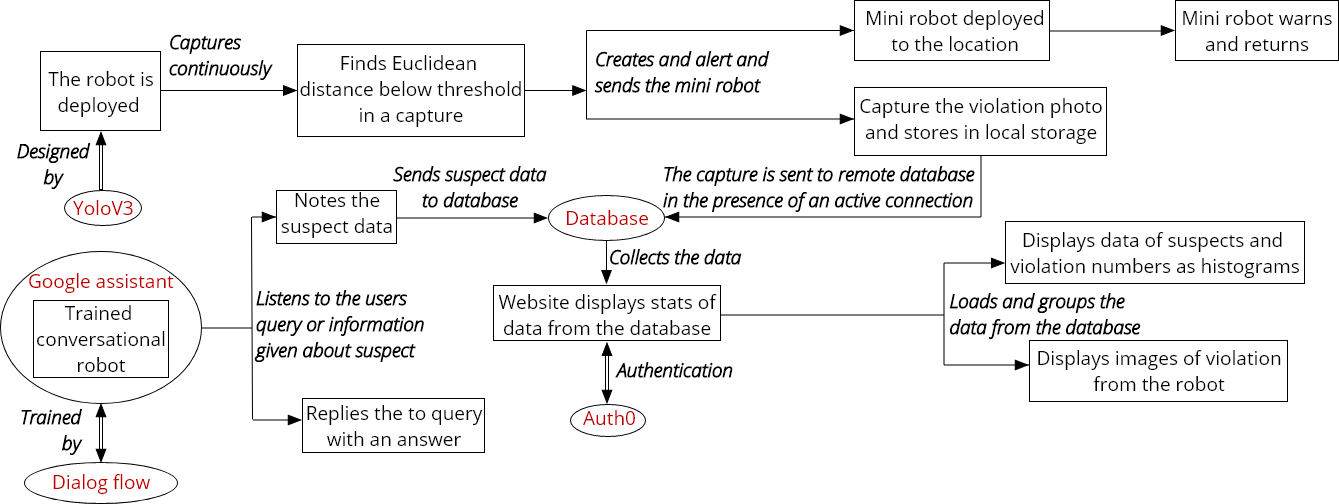 Mini robot deployed
to the location
Mini robot warns
and returns
Captures
continuously
The robot is
deployed
Finds Euclidean
distance below threshold
in a capture
Creates and alert and
sends the mini robot
Capture the violation photo
and stores in local storage
Designed
by
YoloV3
Notes the
suspect data
Sends suspect data
to database
Database
The capture is sent to remote database
in the presence of an active connection
Collects the data
Google assistant
Trained
conversational
robot
Listens to the users
query or information
given about suspect
Website displays stats of
data from the database
Displays data of suspects and
violation numbers as histograms
Loads and groups the
data from the database
Displays images of violation
from the robot
Authentication
Auth0
Replies the to query
with an answer
Trained
by
Dialog flow